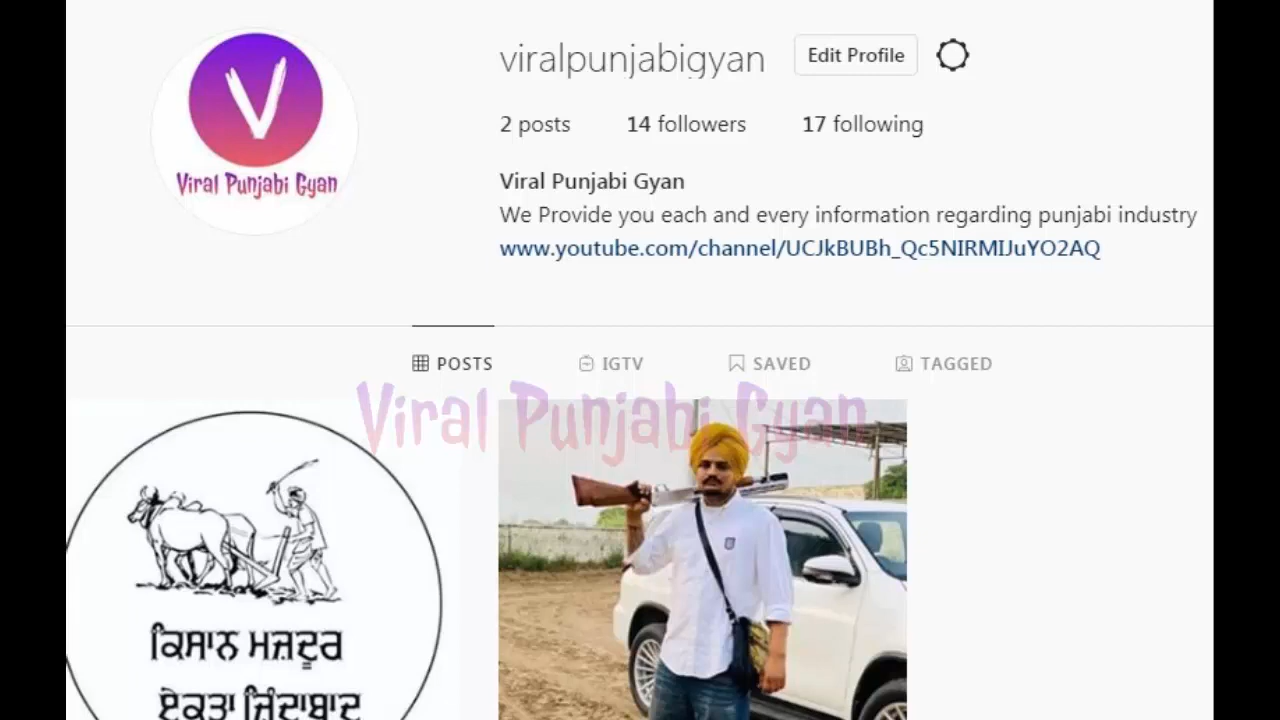 viralpunjabigyan Edit Profile
2 posts 14 followers 17 following
V
Viral Punjabi Gyan
Viral Punjabi Gyan
We Provide you each and every information regarding punjabi industry
www.youtube.com/channel/UCJkBUBh_Qc5NIRMIJuYO2AQ
POSTS IGTV SAVED TAGGED
Viral Punjabi Gyan
ਕਿਸਾਨ ਮਜ਼ਦੂਰ
ਏਕਤਾ ਜ਼ਿੰਦਾਬਾਦ